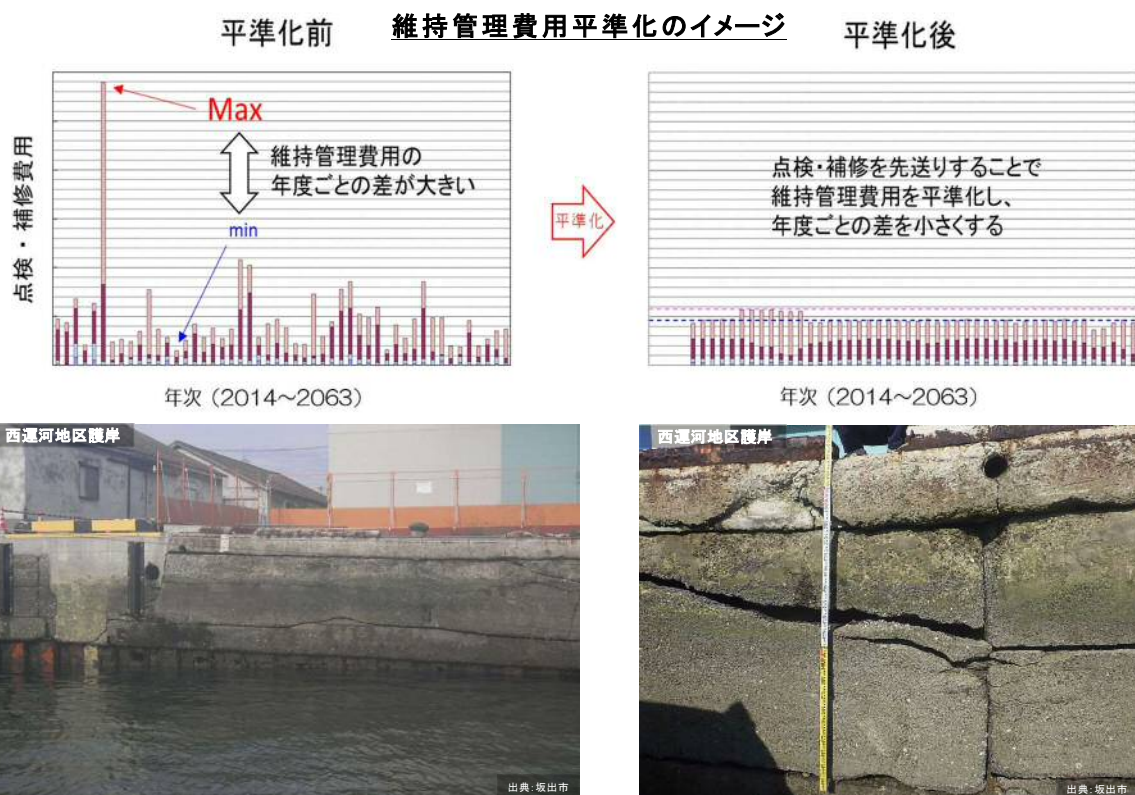 維持管理費用平準化のイメージ
平準化前
平準化後
点検・補修費用
Max
維持管理費用の
年度ごとの差が大きい
min
平準化
点検・補修を先送りすることで
維持管理費用を平準化し、
年度ごとの差を小さくする
年次（2014～2063）
年次（2014～2063）
西運河地区護岸
出典：坂出市
西運河地区護岸
出典：坂出市